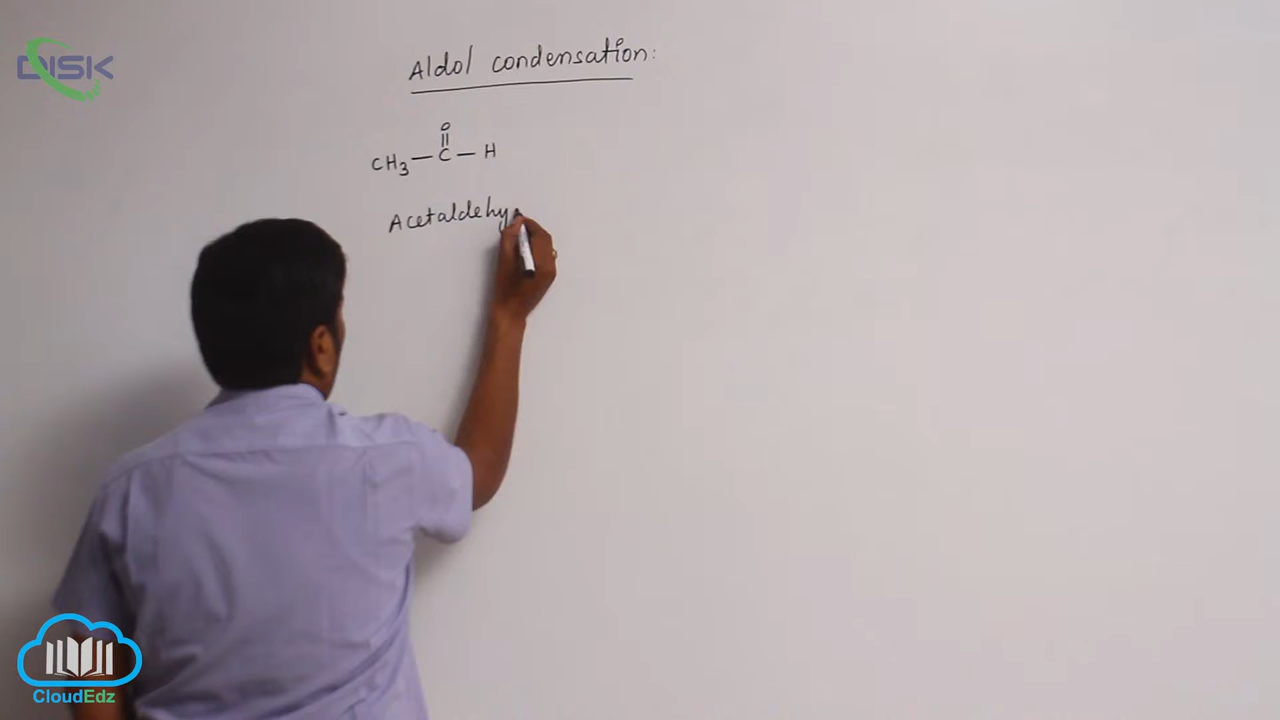 DISK
Aldol condensation:
O
||
CH3 — C — H
Acetaldehy
CloudEdz